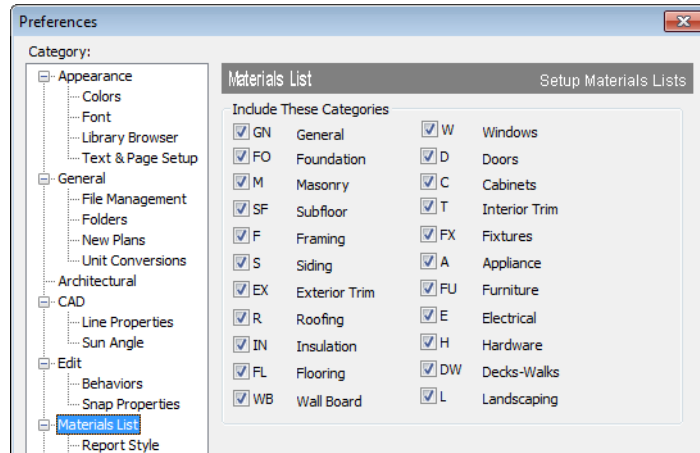 Preferences
Category:
Appearance
Colors
Font
Library Browser
Text & Page Setup
General
File Management
Folders
New Plans
Unit Conversions
Architectural
CAD
Line Properties
Sun Angle
Edit
Behaviors
Snap Properties
Materials List
Report Style
Materials List Setup Materials Lists
Include These Categories
GN General
FO Foundation
M Masonry
SF Subfloor
F Framing
S Siding
EX Exterior Trim
R Roofing
IN Insulation
FL Flooring
WB Wall Board
W Windows
D Doors
C Cabinets
T Interior Trim
FX Fixtures
A Appliance
FU Furniture
E Electrical
H Hardware
DW Decks-Walks
L Landscaping